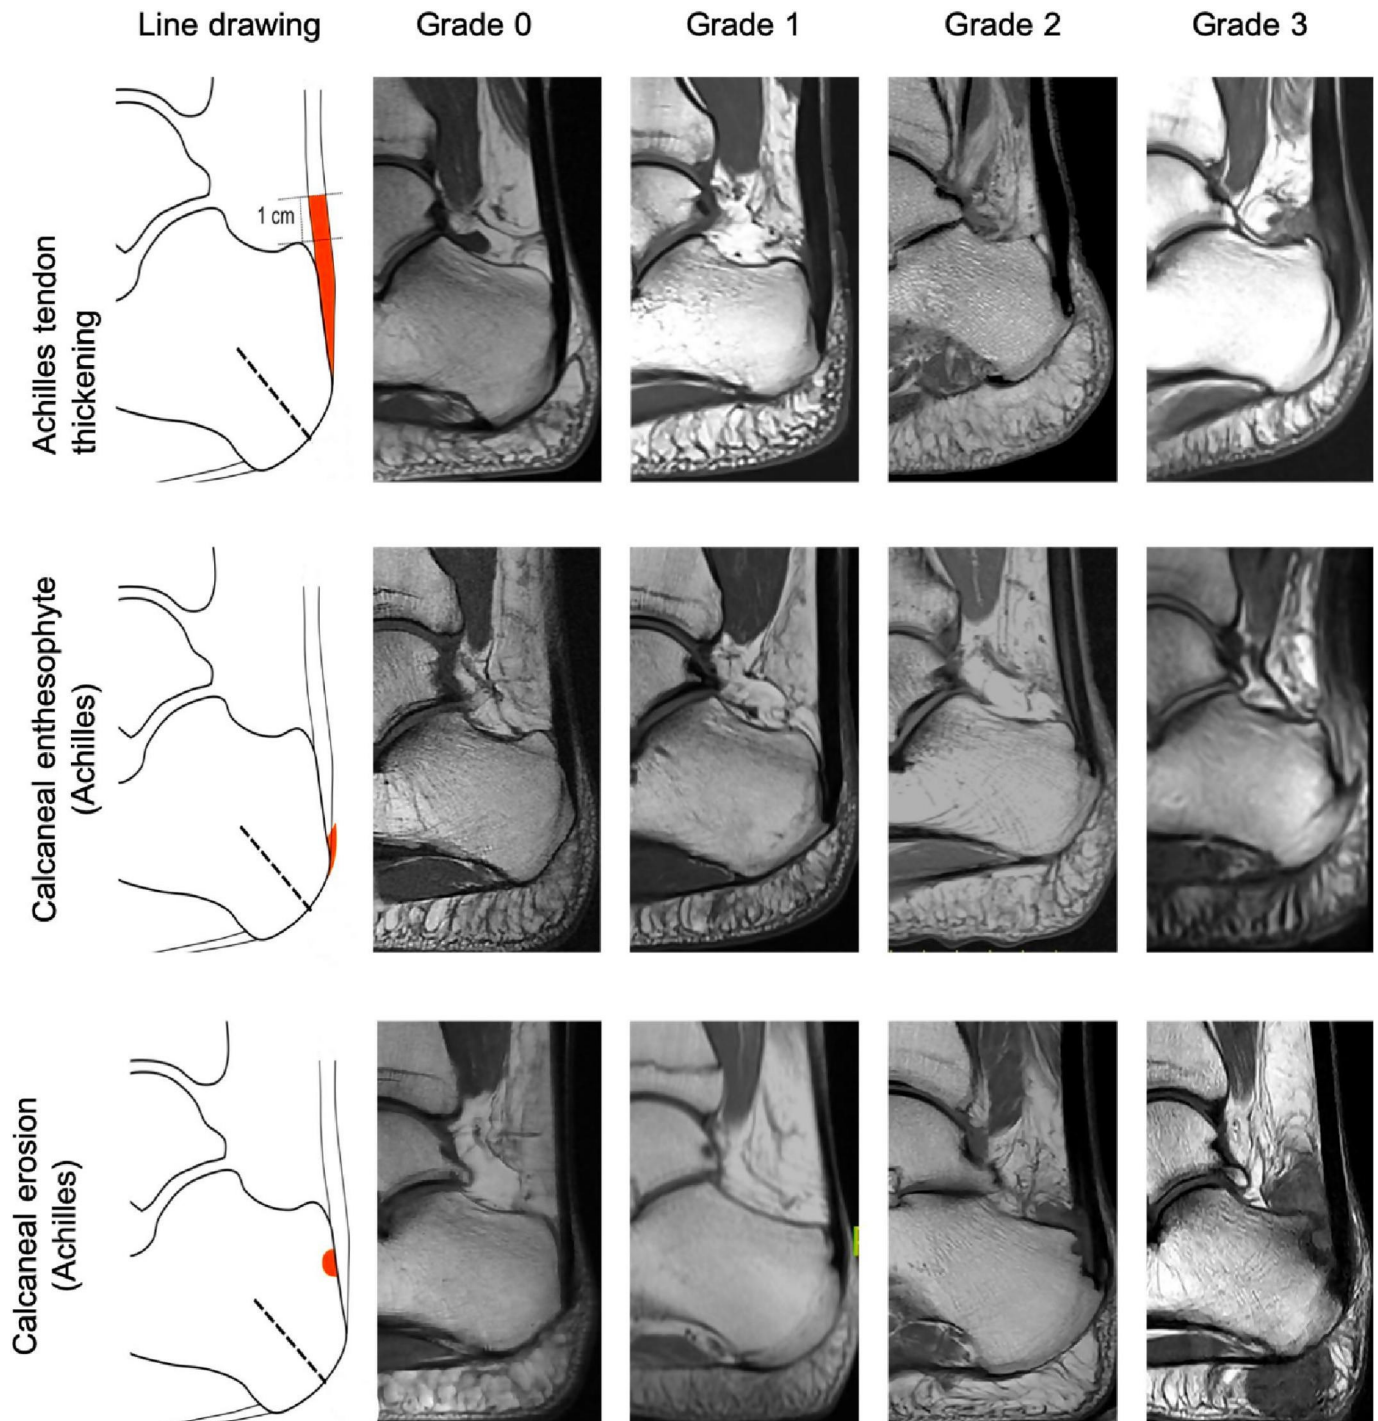 Line drawing Grade 0 Grade 1 Grade 2 Grade 3
Achilles tendon
thickening
1 cm
Calcaneal enthesophyte
(Achilles)
Calcaneal erosion
(Achilles)